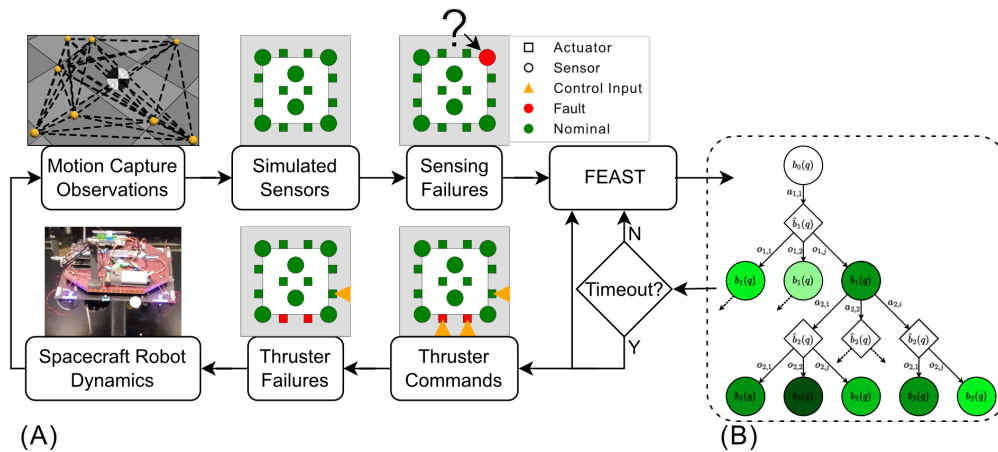 ?
Actuator
Sensor
Control Input
Fault
Nominal
Motion Capture
Observations
Simulated
Sensors
Sensing
Failures
FEAST
N
Timeout?
Y
Spacecraft Robot
Dynamics
Thruster
Failures
Thruster
Commands
(A)
b₀(q)
a₁,₁
b̂₁(q)
o₁,₁ o₁,₂ o₁,ⱼ
b₁(q) b₁(q) b₁(q)
a₂,₁ a₂,₂ a₂,ᵢ
b̂₂(q) b̂₂(q) b̂₂(q)
o₂,₁ o₂,₂ o₂,ⱼ o₂,₁ o₂,ⱼ
b₂(q) b₂(q) b₂(q) b₂(q) b₂(q)
(B)